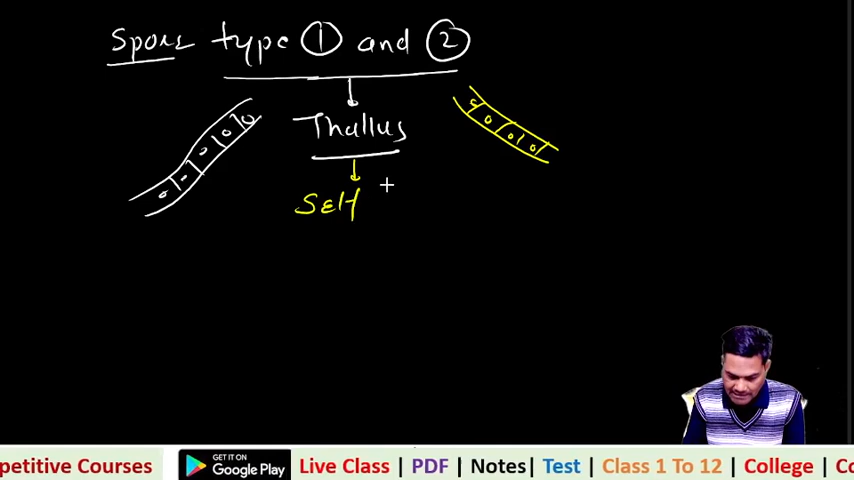 Spore type ① and ②
Thallus
Self
petitive Courses GET IT ON Google Play Live Class | PDF | Notes| Test | Class 1 To 12 | College | Co